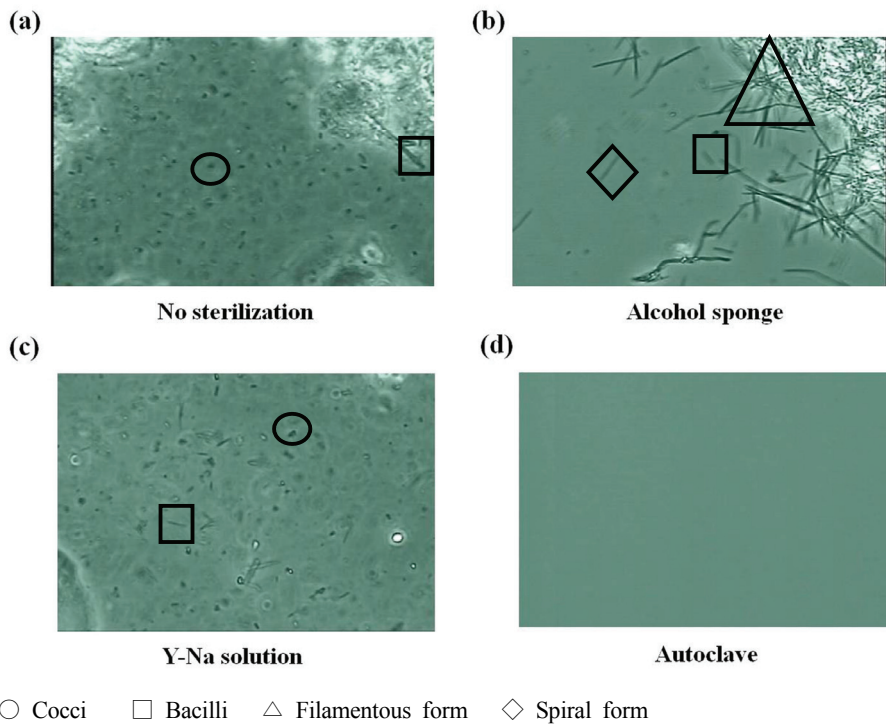 (a)
(b)
No sterilization
Alcohol sponge
(c)
(d)
Y-Na solution
Autoclave
Cocci Bacilli Filamentous form Spiral form